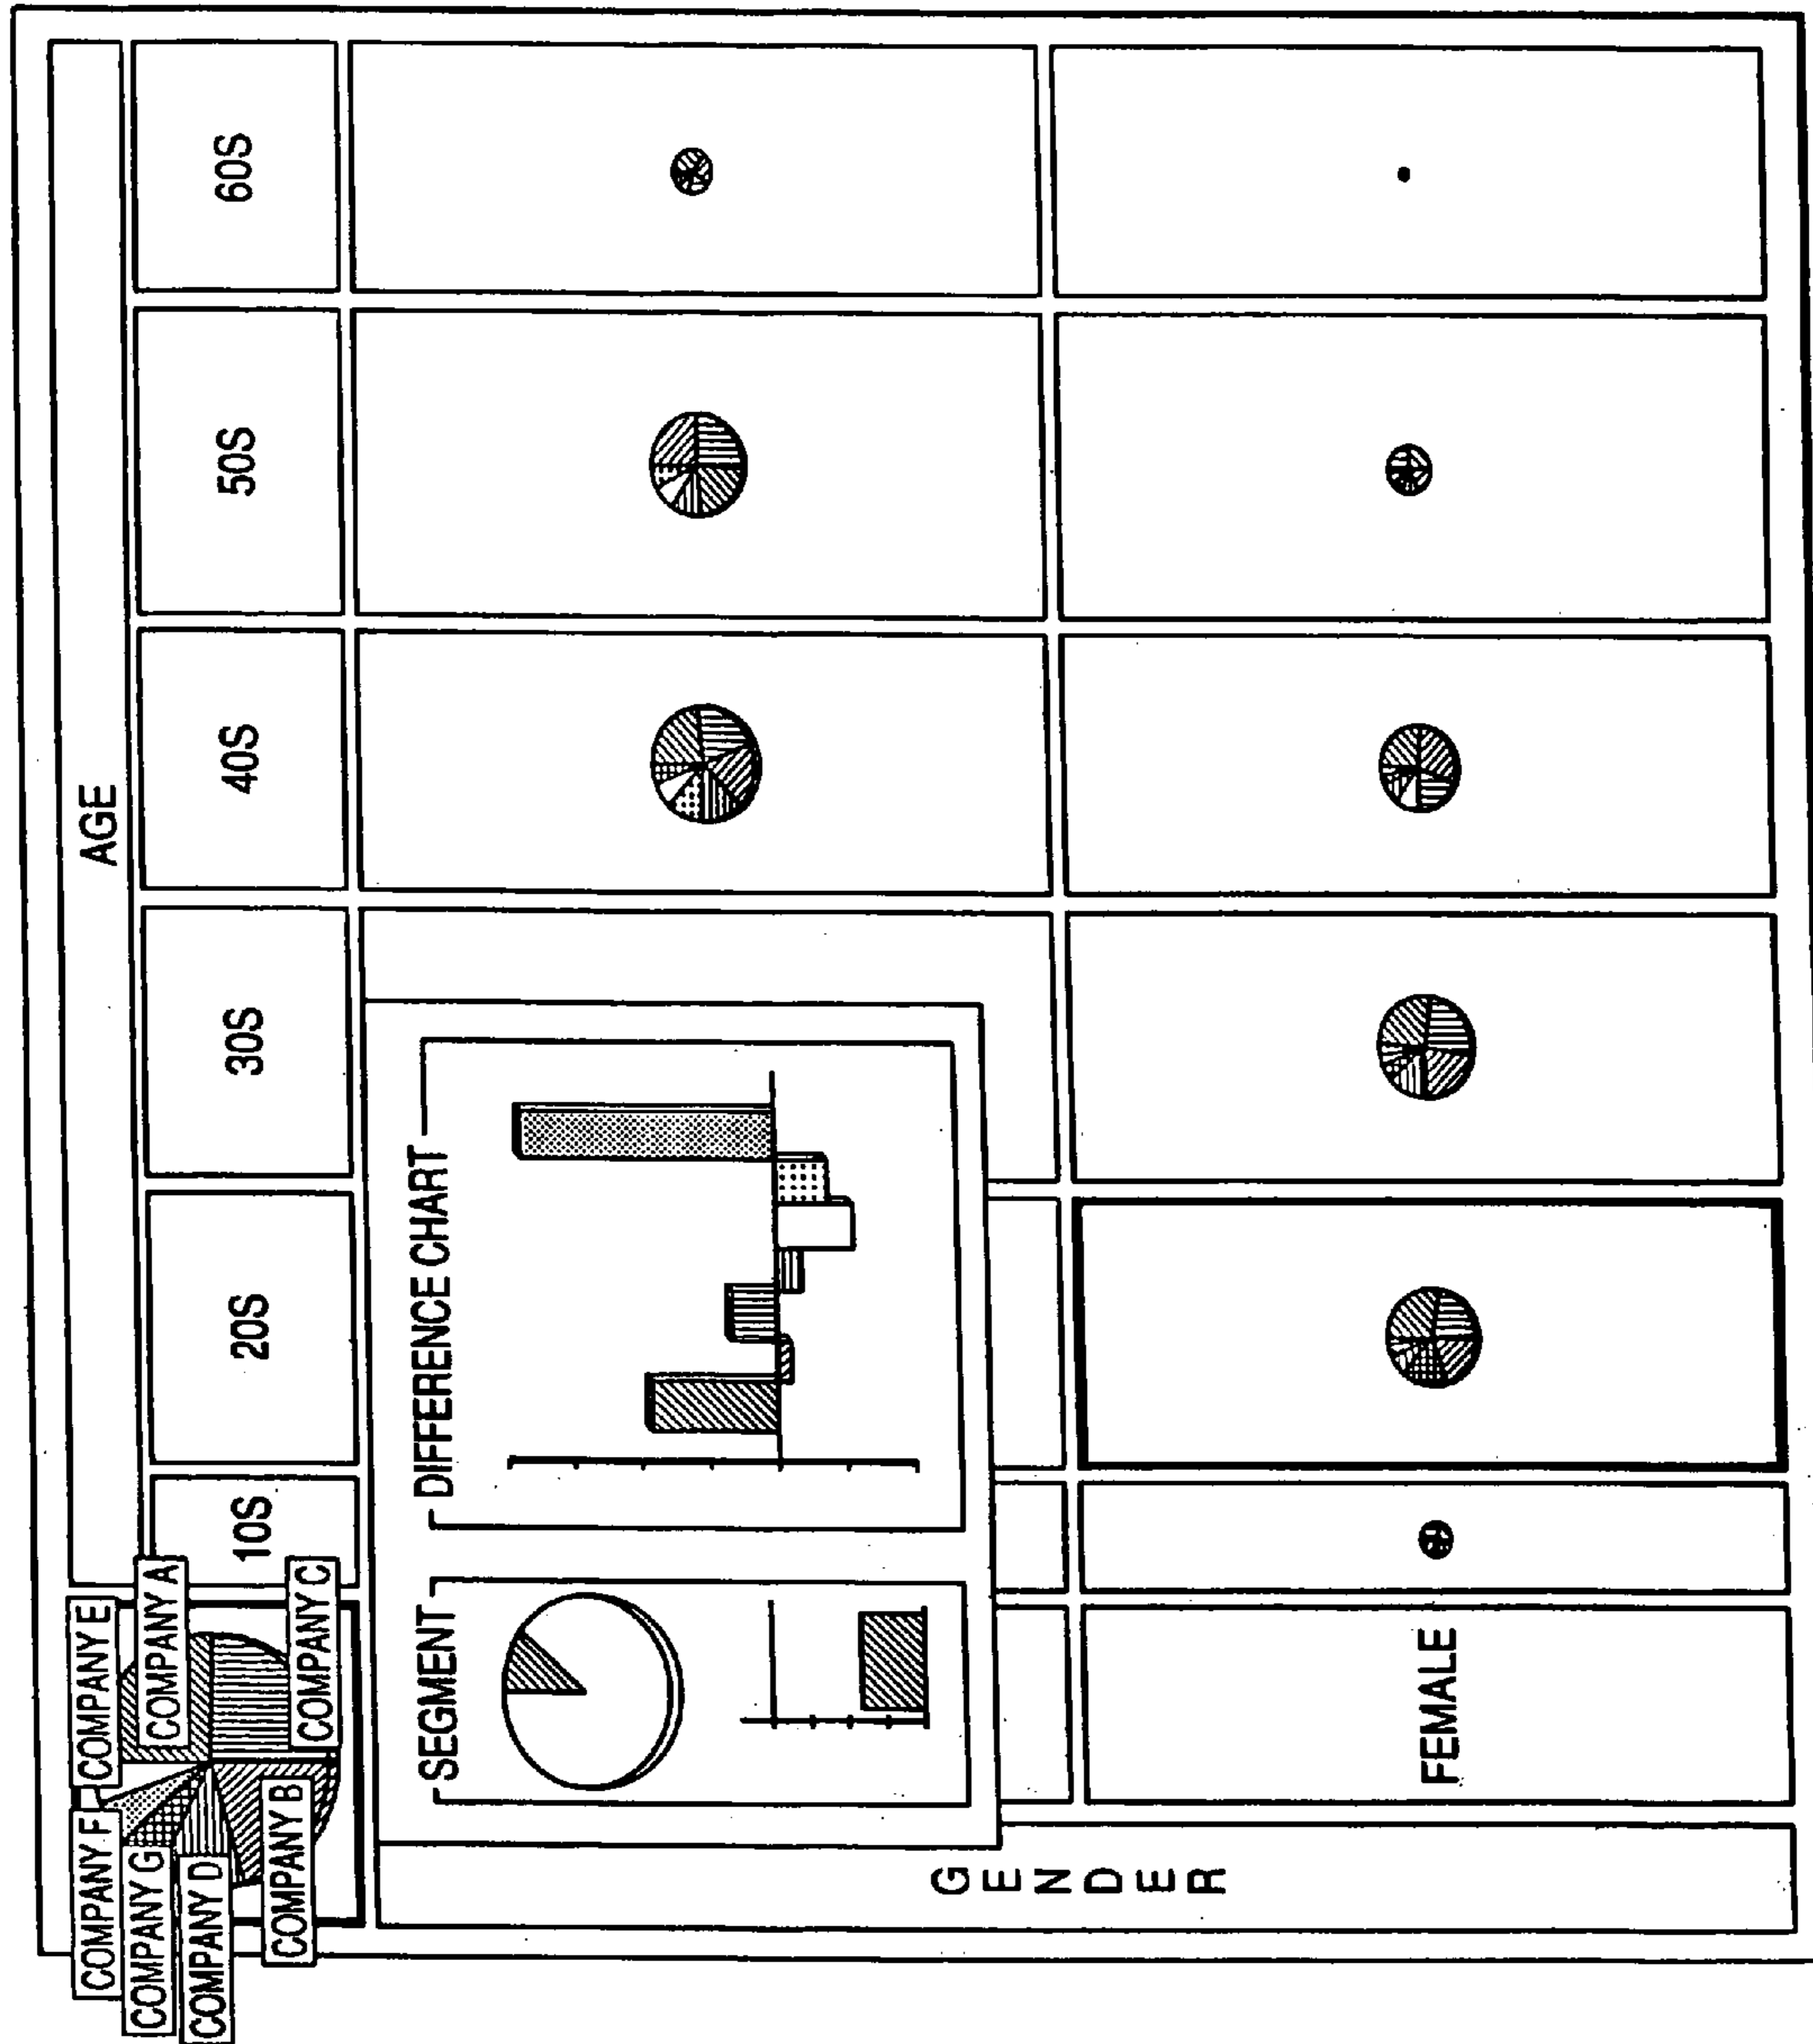 AGE
COMPANY F
COMPANY E
COMPANY G
COMPANY A
COMPANY D
COMPANY B
COMPANY C
10S
20S
30S
40S
50S
60S
SEGMENT
DIFFERENCE CHART
GENDER
FEMALE